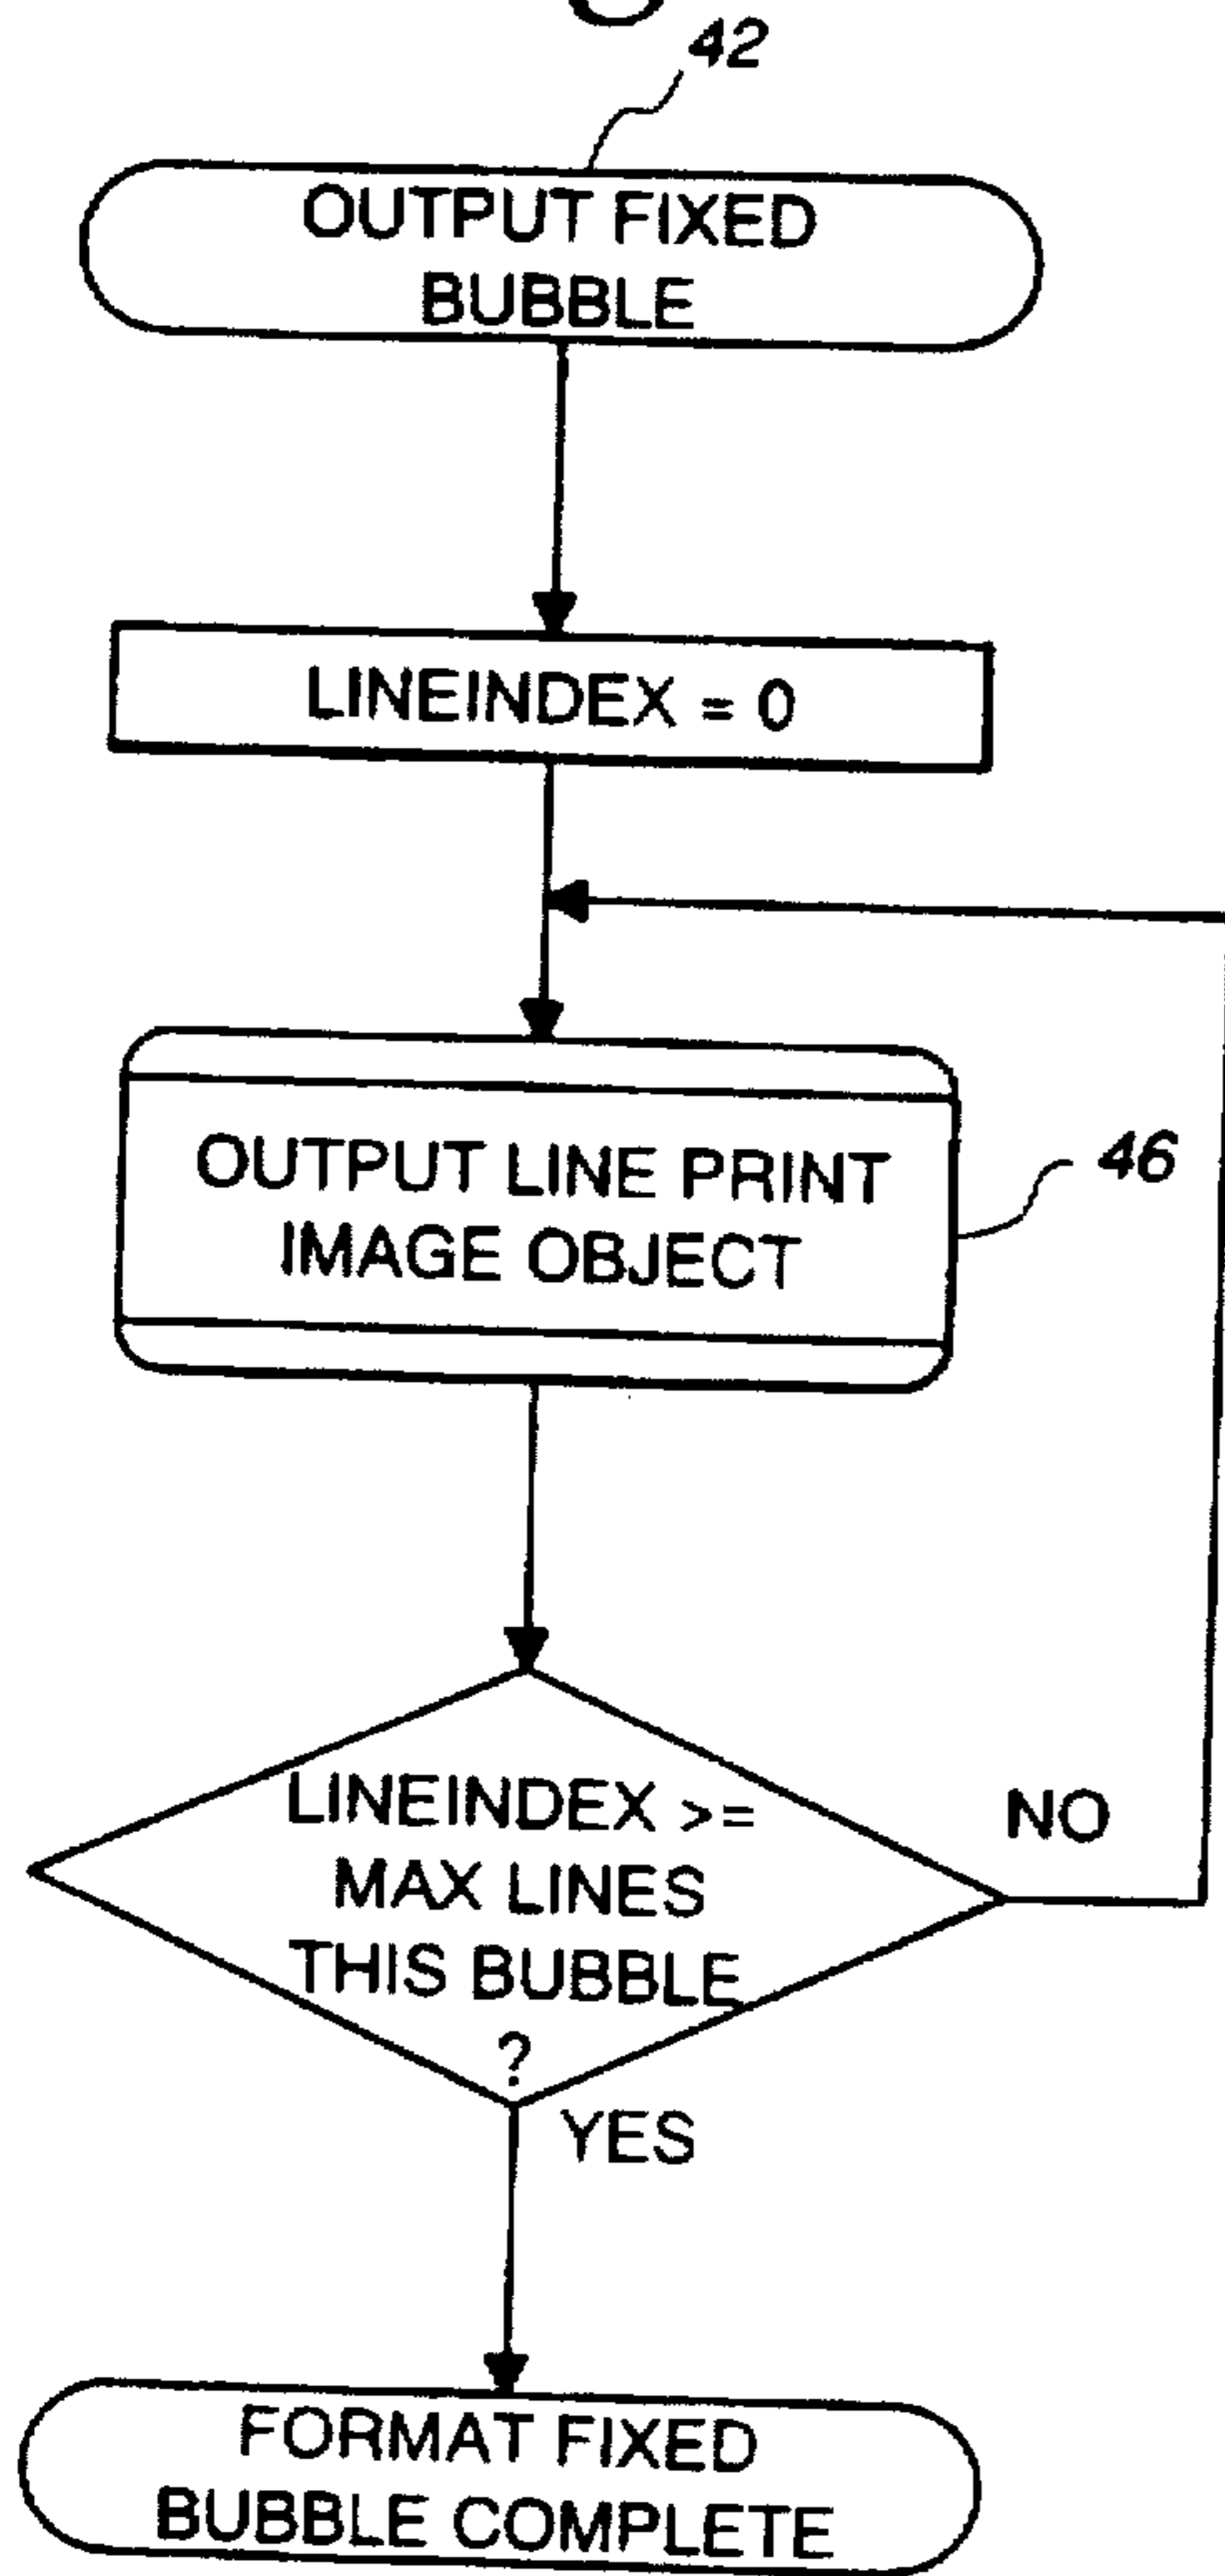 42
OUTPUT FIXED
BUBBLE
LINEINDEX = 0
OUTPUT LINE PRINT
IMAGE OBJECT
46
LINEINDEX >=
MAX LINES
THIS BUBBLE
?
NO
YES
FORMAT FIXED
BUBBLE COMPLETE